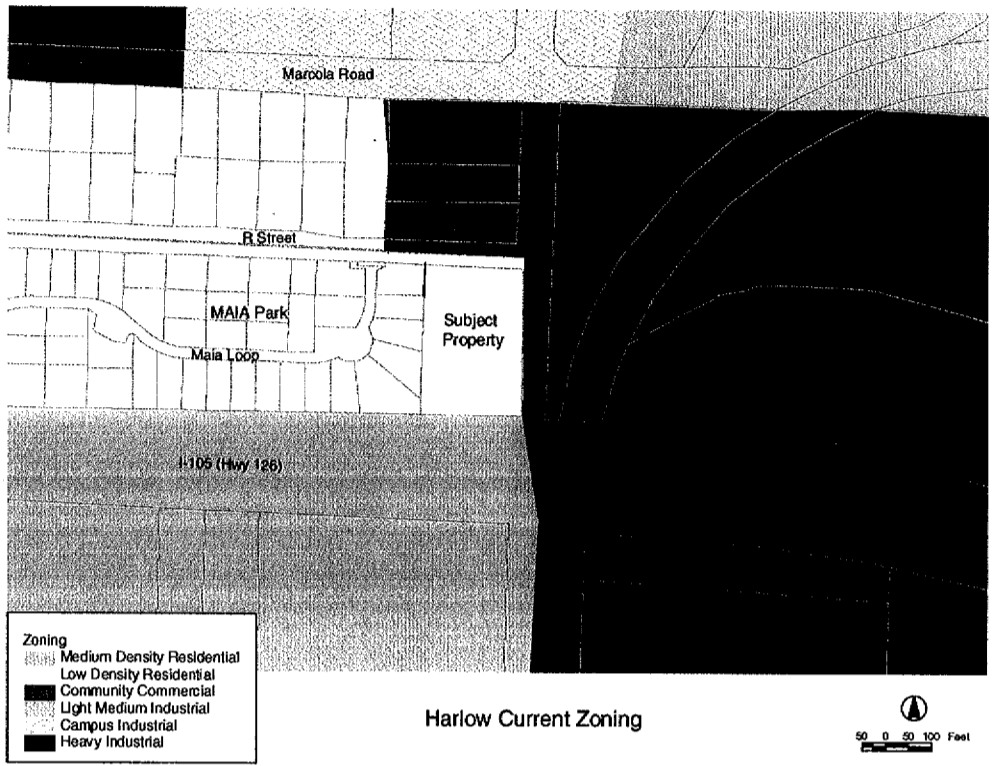 Marcola Road
R Street
MAIA Park
Subject
Property
Maia Loop
I-105 (Hwy 126)
Zoning
Medium Density Residential
Low Density Residential
Community Commercial
Light Medium Industrial
Campus Industrial
Heavy Industrial
Harlow Current Zoning
50 0 50 100 Feet